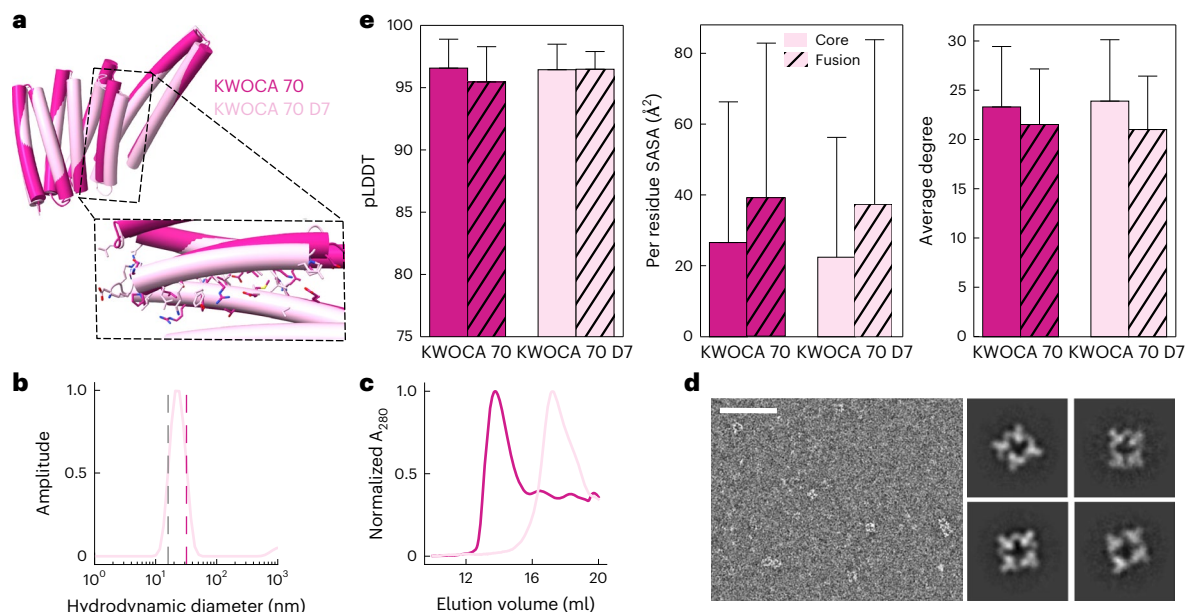 a
KWOCA 70
KWOCA 70 D7
e
pLDDT
100
95
90
85
80
75
KWOCA 70 KWOCA 70 D7
Per residue SASA (Å²)
80
60
40
20
0
Core
Fusion
KWOCA 70 KWOCA 70 D7
Average degree
30
25
20
15
10
5
0
KWOCA 70 KWOCA 70 D7
b
Amplitude
1.0
0.5
0
10⁰ 10¹ 10² 10³
Hydrodynamic diameter (nm)
c
Normalized A₂₈₀
1.0
0.5
0
12 16 20
Elution volume (ml)
d